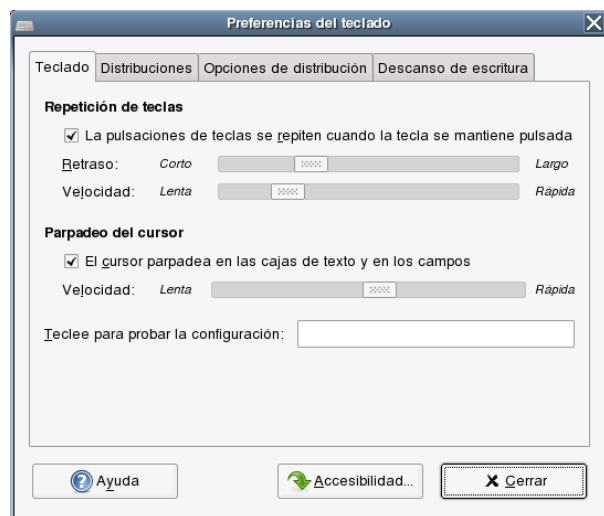 Preferencias del teclado
Teclado Distribuciones Opciones de distribución Descanso de escritura
Repetición de teclas
La pulsaciones de teclas se repiten cuando la tecla se mantiene pulsada
Retraso: Corto Largo
Velocidad: Lenta Rápida
Parpadeo del cursor
El cursor parpadea en las cajas de texto y en los campos
Velocidad: Lenta Rápida
Teclee para probar la configuración:
Ayuda Accesibilidad... Cerrar